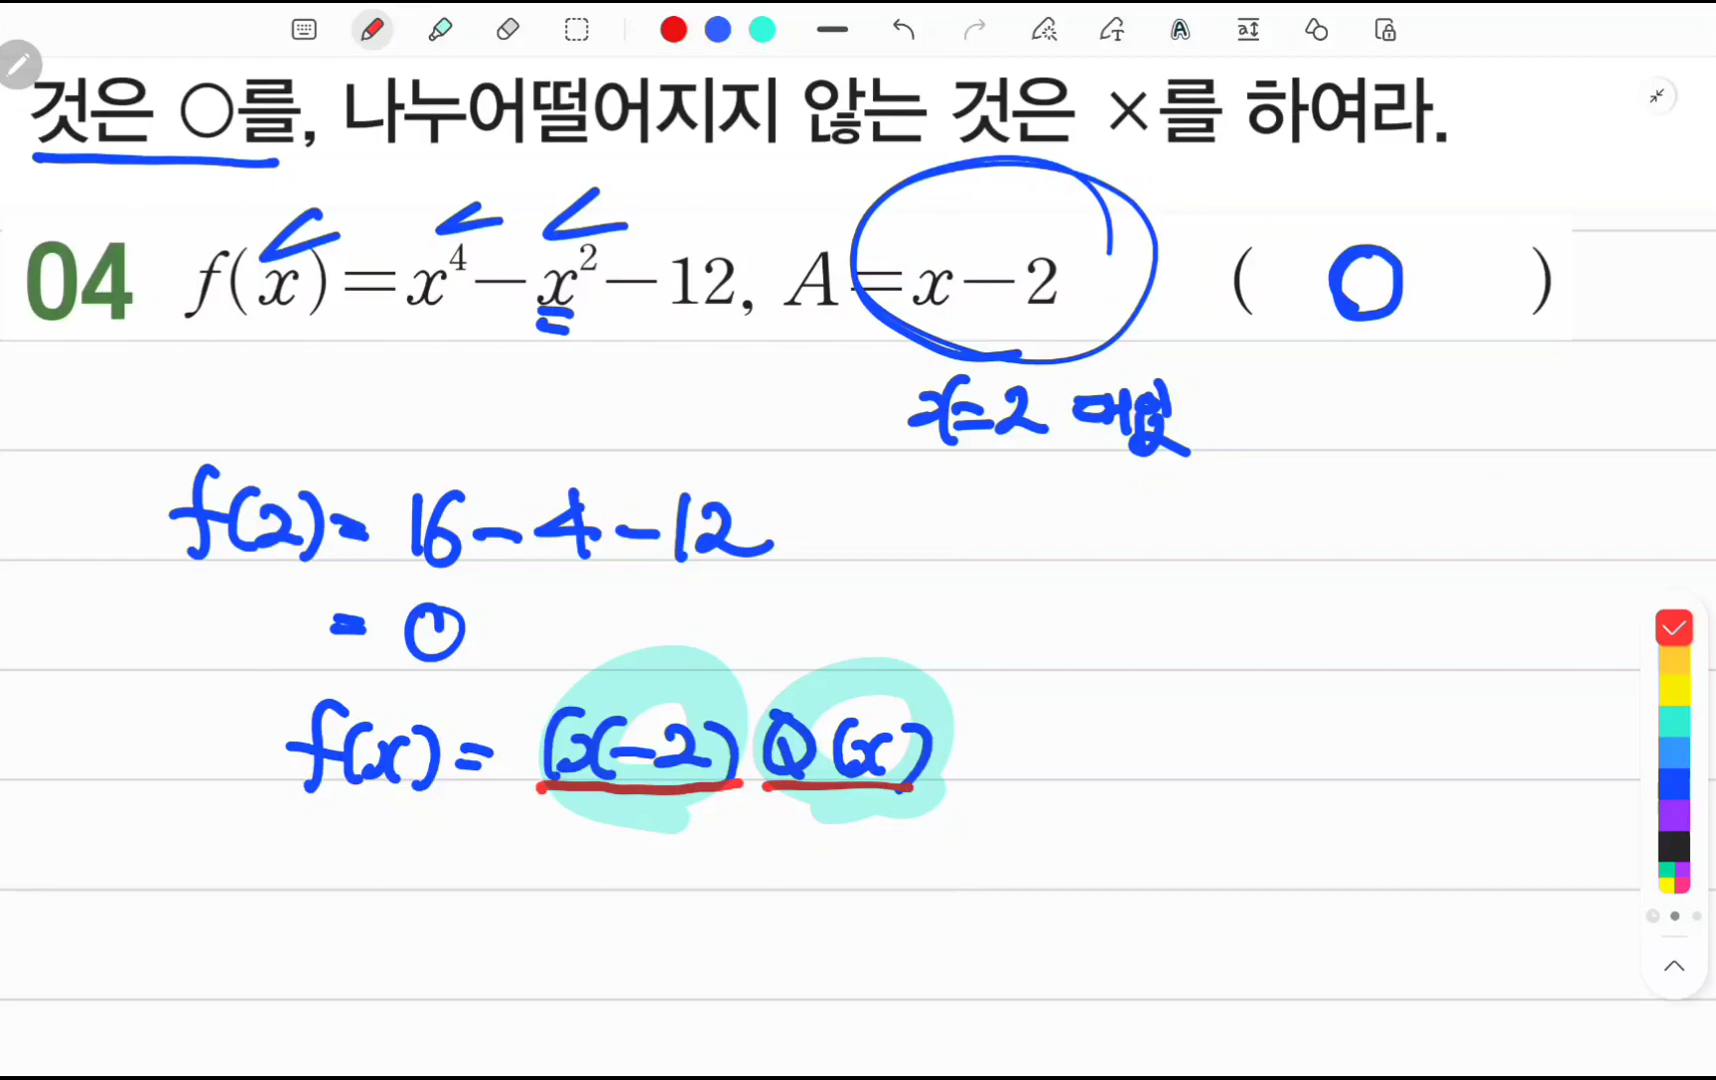 것은 ○를, 나누어떨어지지 않는 것은 ×를 하여라.
04 f(x)=x⁴-x²-12, A=x-2 ( O )
x=2 대입
f(2)= 16-4-12
= 0
f(x)= (x-2) Q(x)